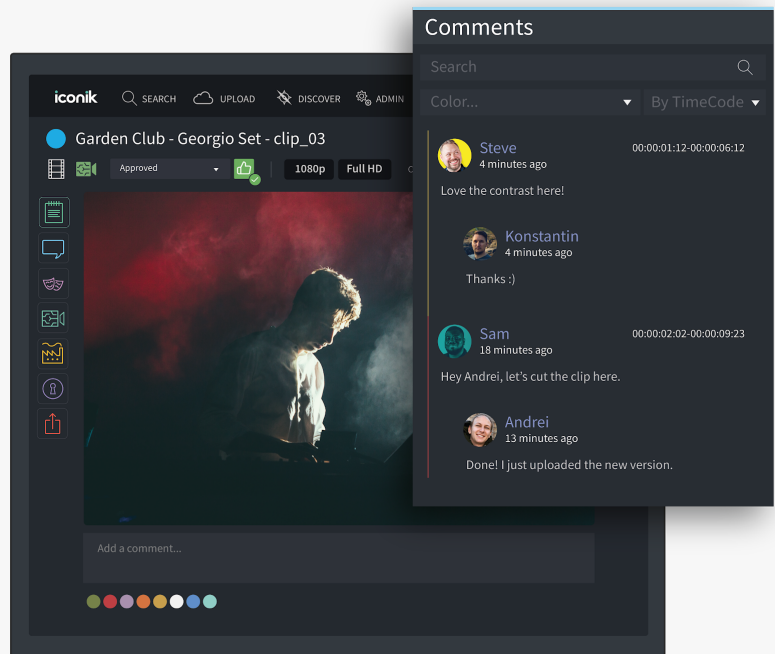 Comments
Search
Color...
By TimeCode
iconik
SEARCH
UPLOAD
DISCOVER
ADMIN
Garden Club - Georgio Set - clip_03
Approved
1080p
Full HD
Steve
00:00:01:12-00:00:06:12
4 minutes ago
Love the contrast here!
Konstantin
4 minutes ago
Thanks :)
Sam
00:00:02:02-00:00:09:23
18 minutes ago
Hey Andrei, let’s cut the clip here.
Andrei
13 minutes ago
Done! I just uploaded the new version.
Add a comment...